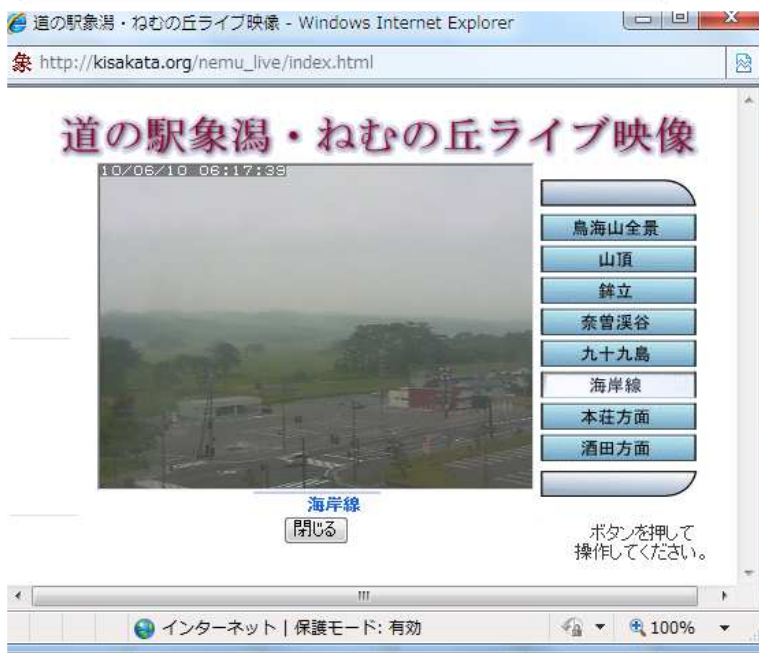 道の駅象潟・ねむの丘ライブ映像 - Windows Internet Explorer
象 http://kisakata.org/nemu_live/index.html
道の駅象潟・ねむの丘ライブ映像
10/06/10 06:17:39
鳥海山全景
山頂
鉾立
奈曽渓谷
九十九島
海岸線
本荘方面
酒田方面
海岸線
閉じる
ボタンを押して
操作してください。
インターネット | 保護モード: 有効
100%